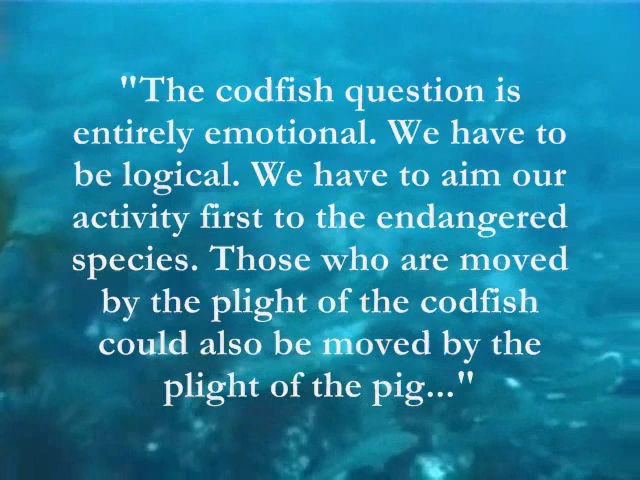 "The codfish question is
entirely emotional. We have to
be logical. We have to aim our
activity first to the endangered
species. Those who are moved
by the plight of the codfish
could also be moved by the
plight of the pig..."